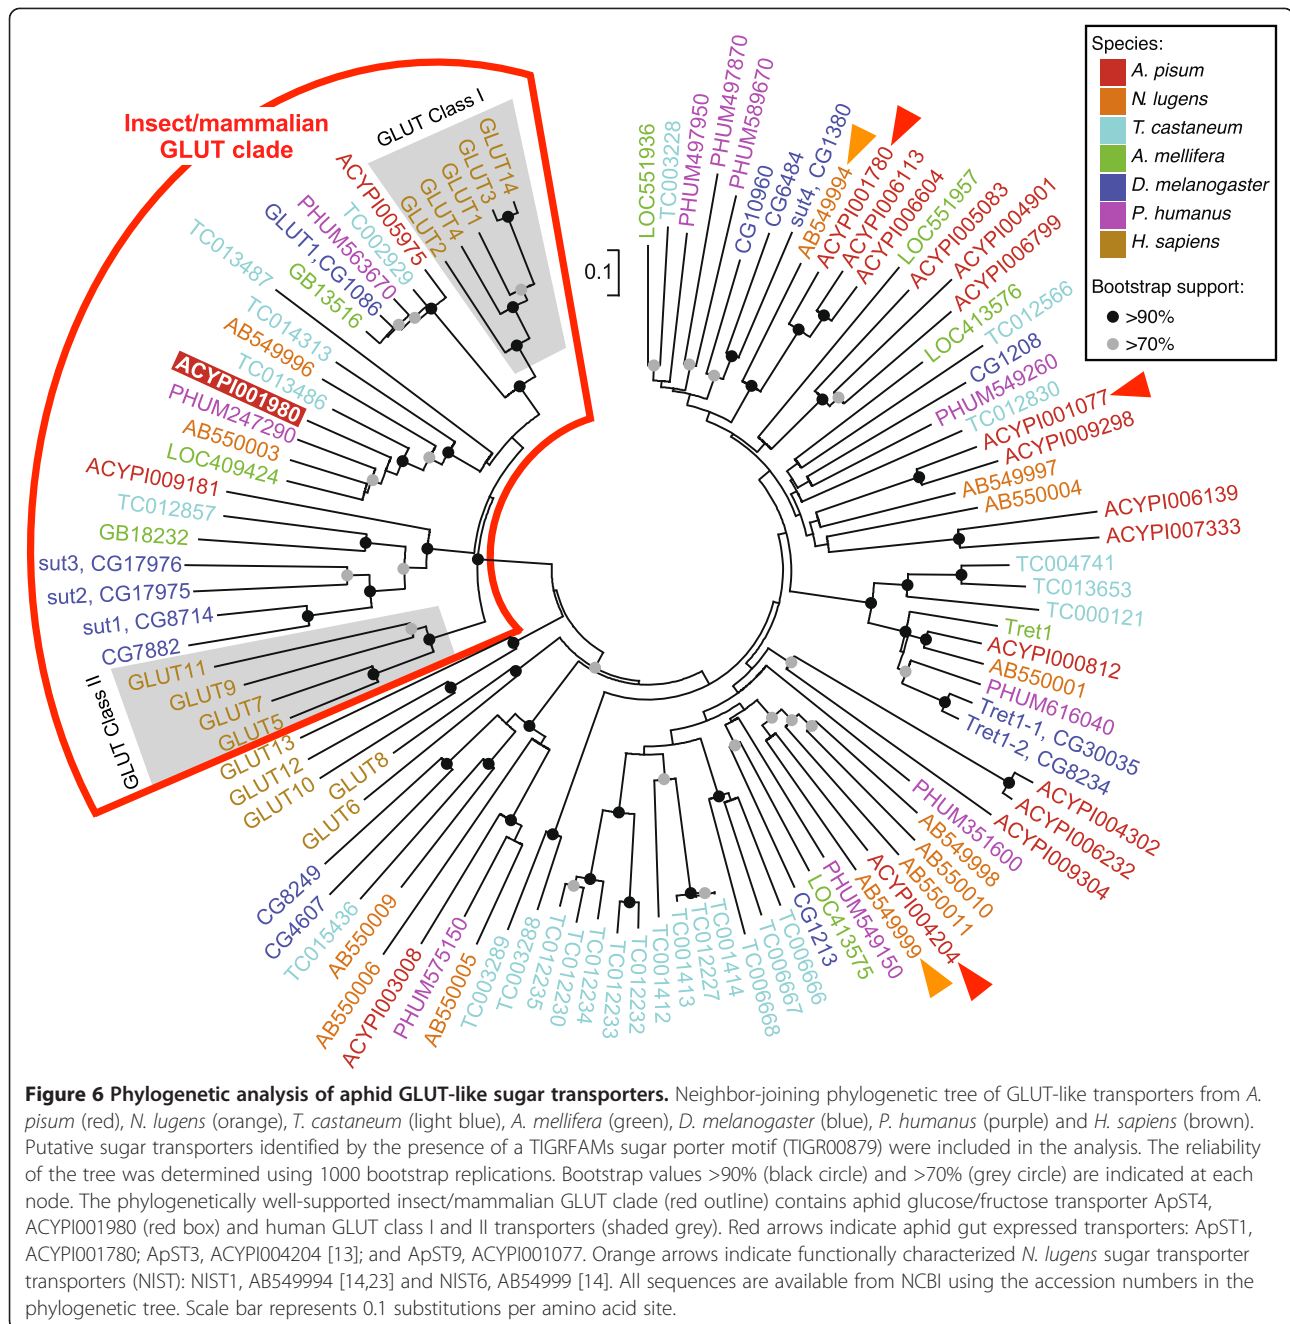 Species:
A. pisum
N. lugens
T. castaneum
A. mellifera
D. melanogaster
P. humanus
H. sapiens
Bootstrap support:
>90%
>70%
Insect/mammalian
GLUT clade
GLUT Class I
GLUT14
GLUT3
GLUT1
GLUT4
GLUT2
ACYPI005975
TC002929
PHUM563670
GLUT1,CG1086
GB13516
TC013487
TC014313
AB549996
TC013486
ACYPI001980
PHUM247290
AB550003
LOC409424
ACYPI009181
TC012857
GB18232
sut3, CG17976
sut2, CG17975
sut1, CG8714
CG7882
GLUT11
GLUT9
GLUT7
GLUT5
GLUT Class II
GLUT13
GLUT12
GLUT10
GLUT8
GLUT6
CG8249
CG4607
TC015436
AB550009
AB550006
ACYPI003008
PHUM575150
AB550005
TC003289
TC003288
TC012235
TC012230
TC012234
TC012233
TC012232
TC001412
TC001413
TC012227
TC001414
TC006668
TC006667
TC006666
CG1213
LOC413575
PHUM549150
AB549999
ACYPI004204
AB550011
AB550010
AB549998
PHUM351600
ACYPI009304
ACYPI006232
ACYPI004302
Tret1-2, CG8234
Tret1-1, CG30035
PHUM616040
AB550001
ACYPI000812
Tret1
TC000121
TC013653
TC004741
ACYPI007333
ACYPI006139
AB550004
AB549997
ACYPI009298
ACYPI001077
TC012830
PHUM549260
CG1208
TC012566
LOC413576
ACYPI006799
ACYPI004901
ACYPI005083
LOC551957
ACYPI006604
ACYPI006113
ACYPI001780
AB549994
sut4, CG1380
CG6484
CG10960
PHUM589670
PHUM497870
PHUM497950
TC003228
LOC551936
0.1
Figure 6 Phylogenetic analysis of aphid GLUT-like sugar transporters. Neighbor-joining phylogenetic tree of GLUT-like transporters from A.
pisum (red), N. lugens (orange), T. castaneum (light blue), A. mellifera (green), D. melanogaster (blue), P. humanus (purple) and H. sapiens (brown).
Putative sugar transporters identified by the presence of a TIGRFAMs sugar porter motif (TIGR00879) were included in the analysis. The reliability
of the tree was determined using 1000 bootstrap replications. Bootstrap values >90% (black circle) and >70% (grey circle) are indicated at each
node. The phylogenetically well-supported insect/mammalian GLUT clade (red outline) contains aphid glucose/fructose transporter ApST4,
ACYPI001980 (red box) and human GLUT class I and II transporters (shaded grey). Red arrows indicate aphid gut expressed transporters: ApST1,
ACYPI001780; ApST3, ACYPI004204 [13]; and ApST9, ACYPI001077. Orange arrows indicate functionally characterized N. lugens sugar transporter
transporters (NIST): NIST1, AB549994 [14,23] and NIST6, AB54999 [14]. All sequences are available from NCBI using the accession numbers in the
phylogenetic tree. Scale bar represents 0.1 substitutions per amino acid site.